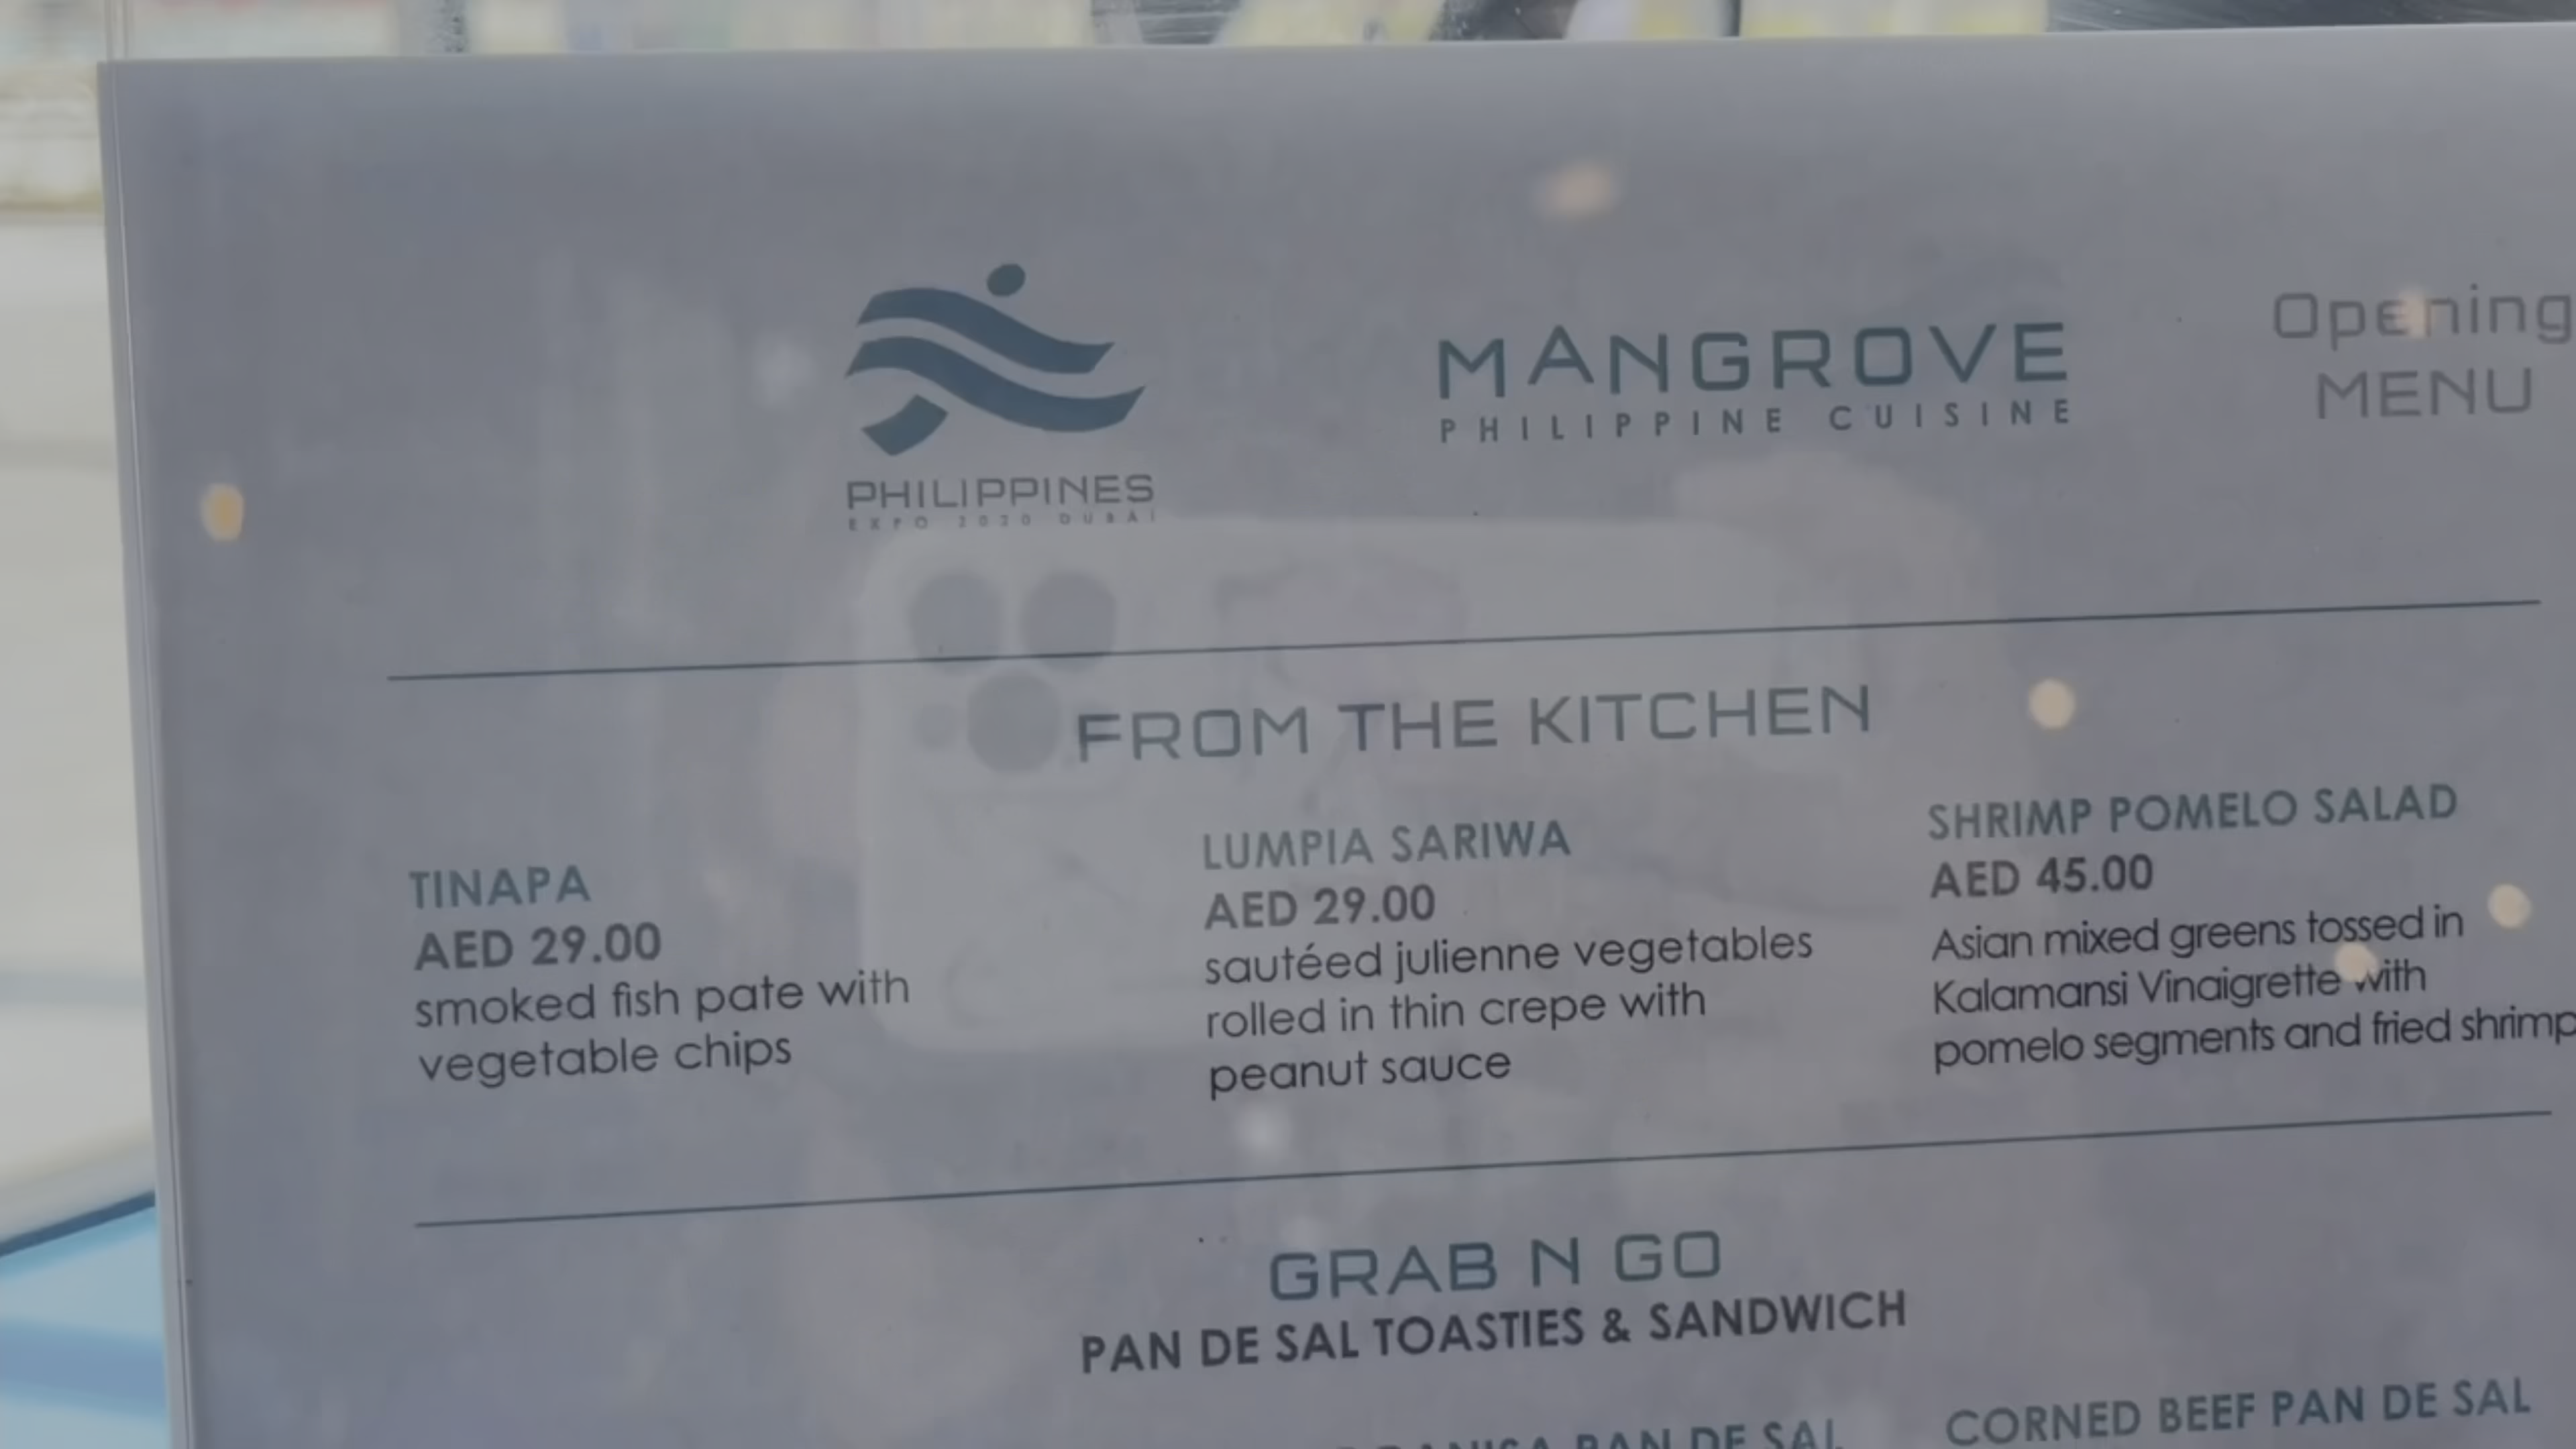 PHILIPPINES
EXPO 2020 DUBAI
MANGROVE
PHILIPPINE CUISINE
Opening
MENU
FROM THE KITCHEN
TINAPA
AED 29.00
smoked fish pate with
vegetable chips
LUMPIA SARIWA
AED 29.00
sautéed julienne vegetables
rolled in thin crepe with
peanut sauce
SHRIMP POMELO SALAD
AED 45.00
Asian mixed greens tossed in
Kalamansi Vinaigrette with
pomelo segments and fried shrimp
GRAB N GO
PAN DE SAL TOASTIES & SANDWICH
PAN DE SAL
CORNED BEEF PAN DE SAL